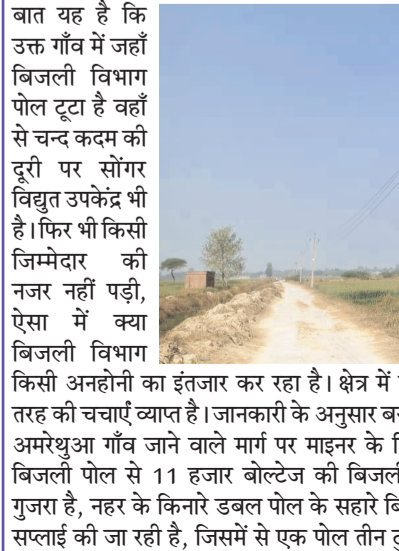 बात यह है कि
उक्त गाँव में जहाँ
बिजली विभाग
पोल टूटा है वहाँ
से चन्द कदम की
दूरी पर सोंगर
विद्युत उपकेंद्र भी
है। फिर भी किसी
जिम्मेदार की
नजर नहीं पड़ी,
ऐसा में क्या
बिजली विभाग
किसी अनहोनी का इंतजार कर रहा है। क्षेत्र में
तरह की चर्चाएँ व्याप्त है। जानकारी के अनुसार
अमरेथुआ गाँव जाने वाले मार्ग पर माइनर के
बिजली पोल से 11 हजार बोल्टेज की बिजली
गुजरा है, नहर के किनारे डबल पोल के सहारे
सप्लाई की जा रही है, जिसमें से एक पोल तीन